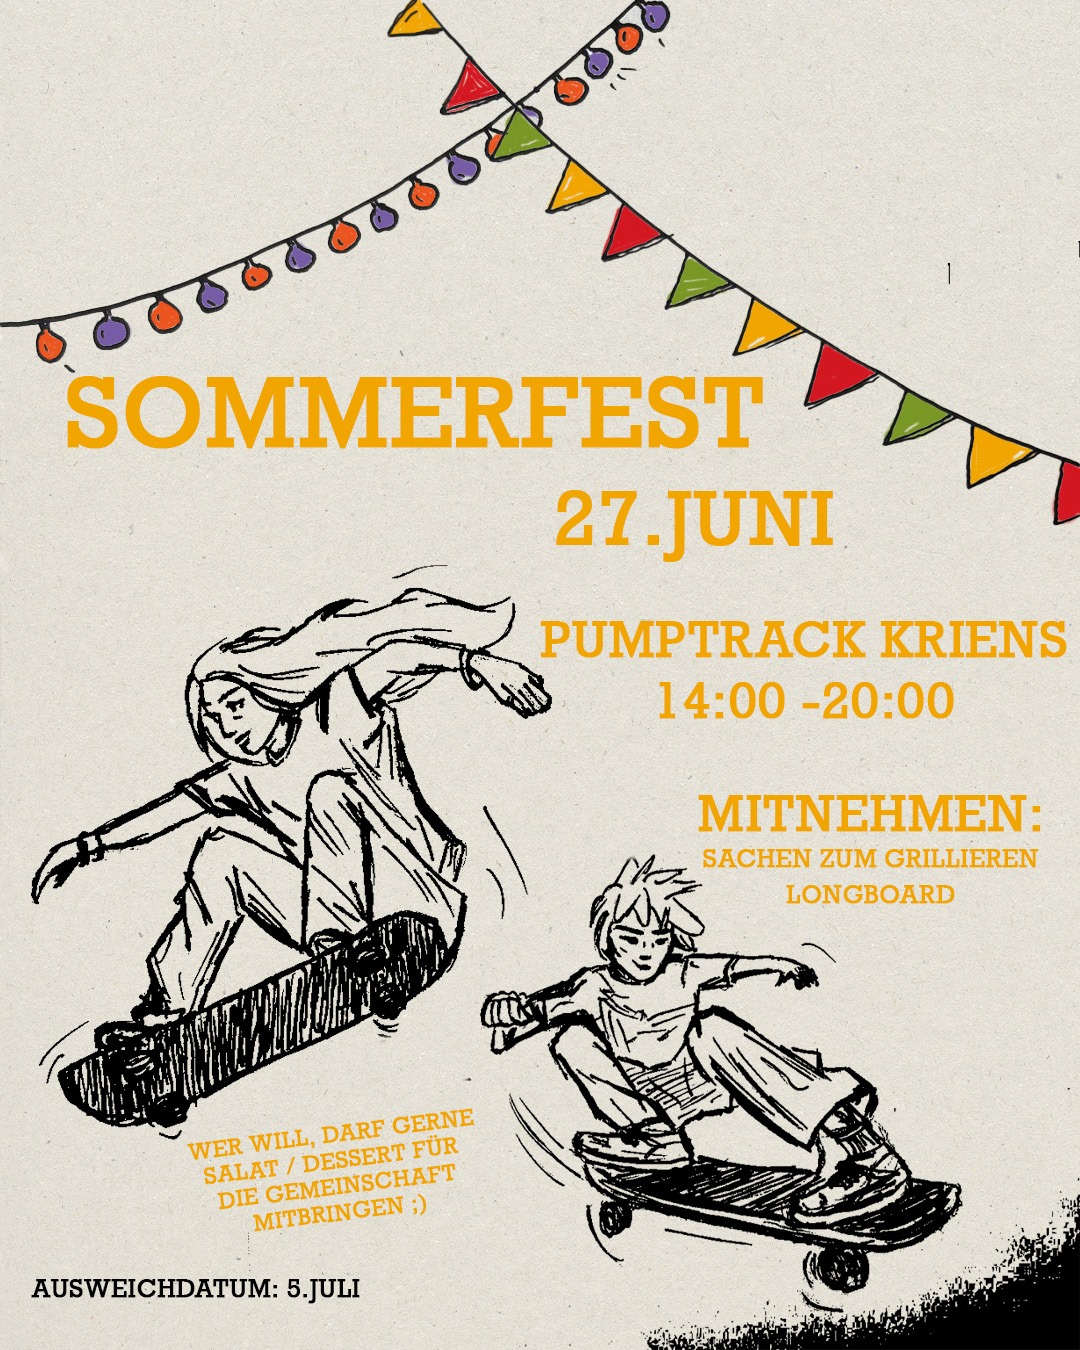 SOMMERFEST
27.JUNI
PUMPTRACK KRIENS
14:00 -20:00
MITNEHMEN:
SACHEN ZUM GRILLIEREN
LONGBOARD
WER WILL, DARF GERNE
SALAT / DESSERT FÜR
DIE GEMEINSCHAFT
MITBRINGEN ;)
AUSWEICHDATUM: 5.JULI